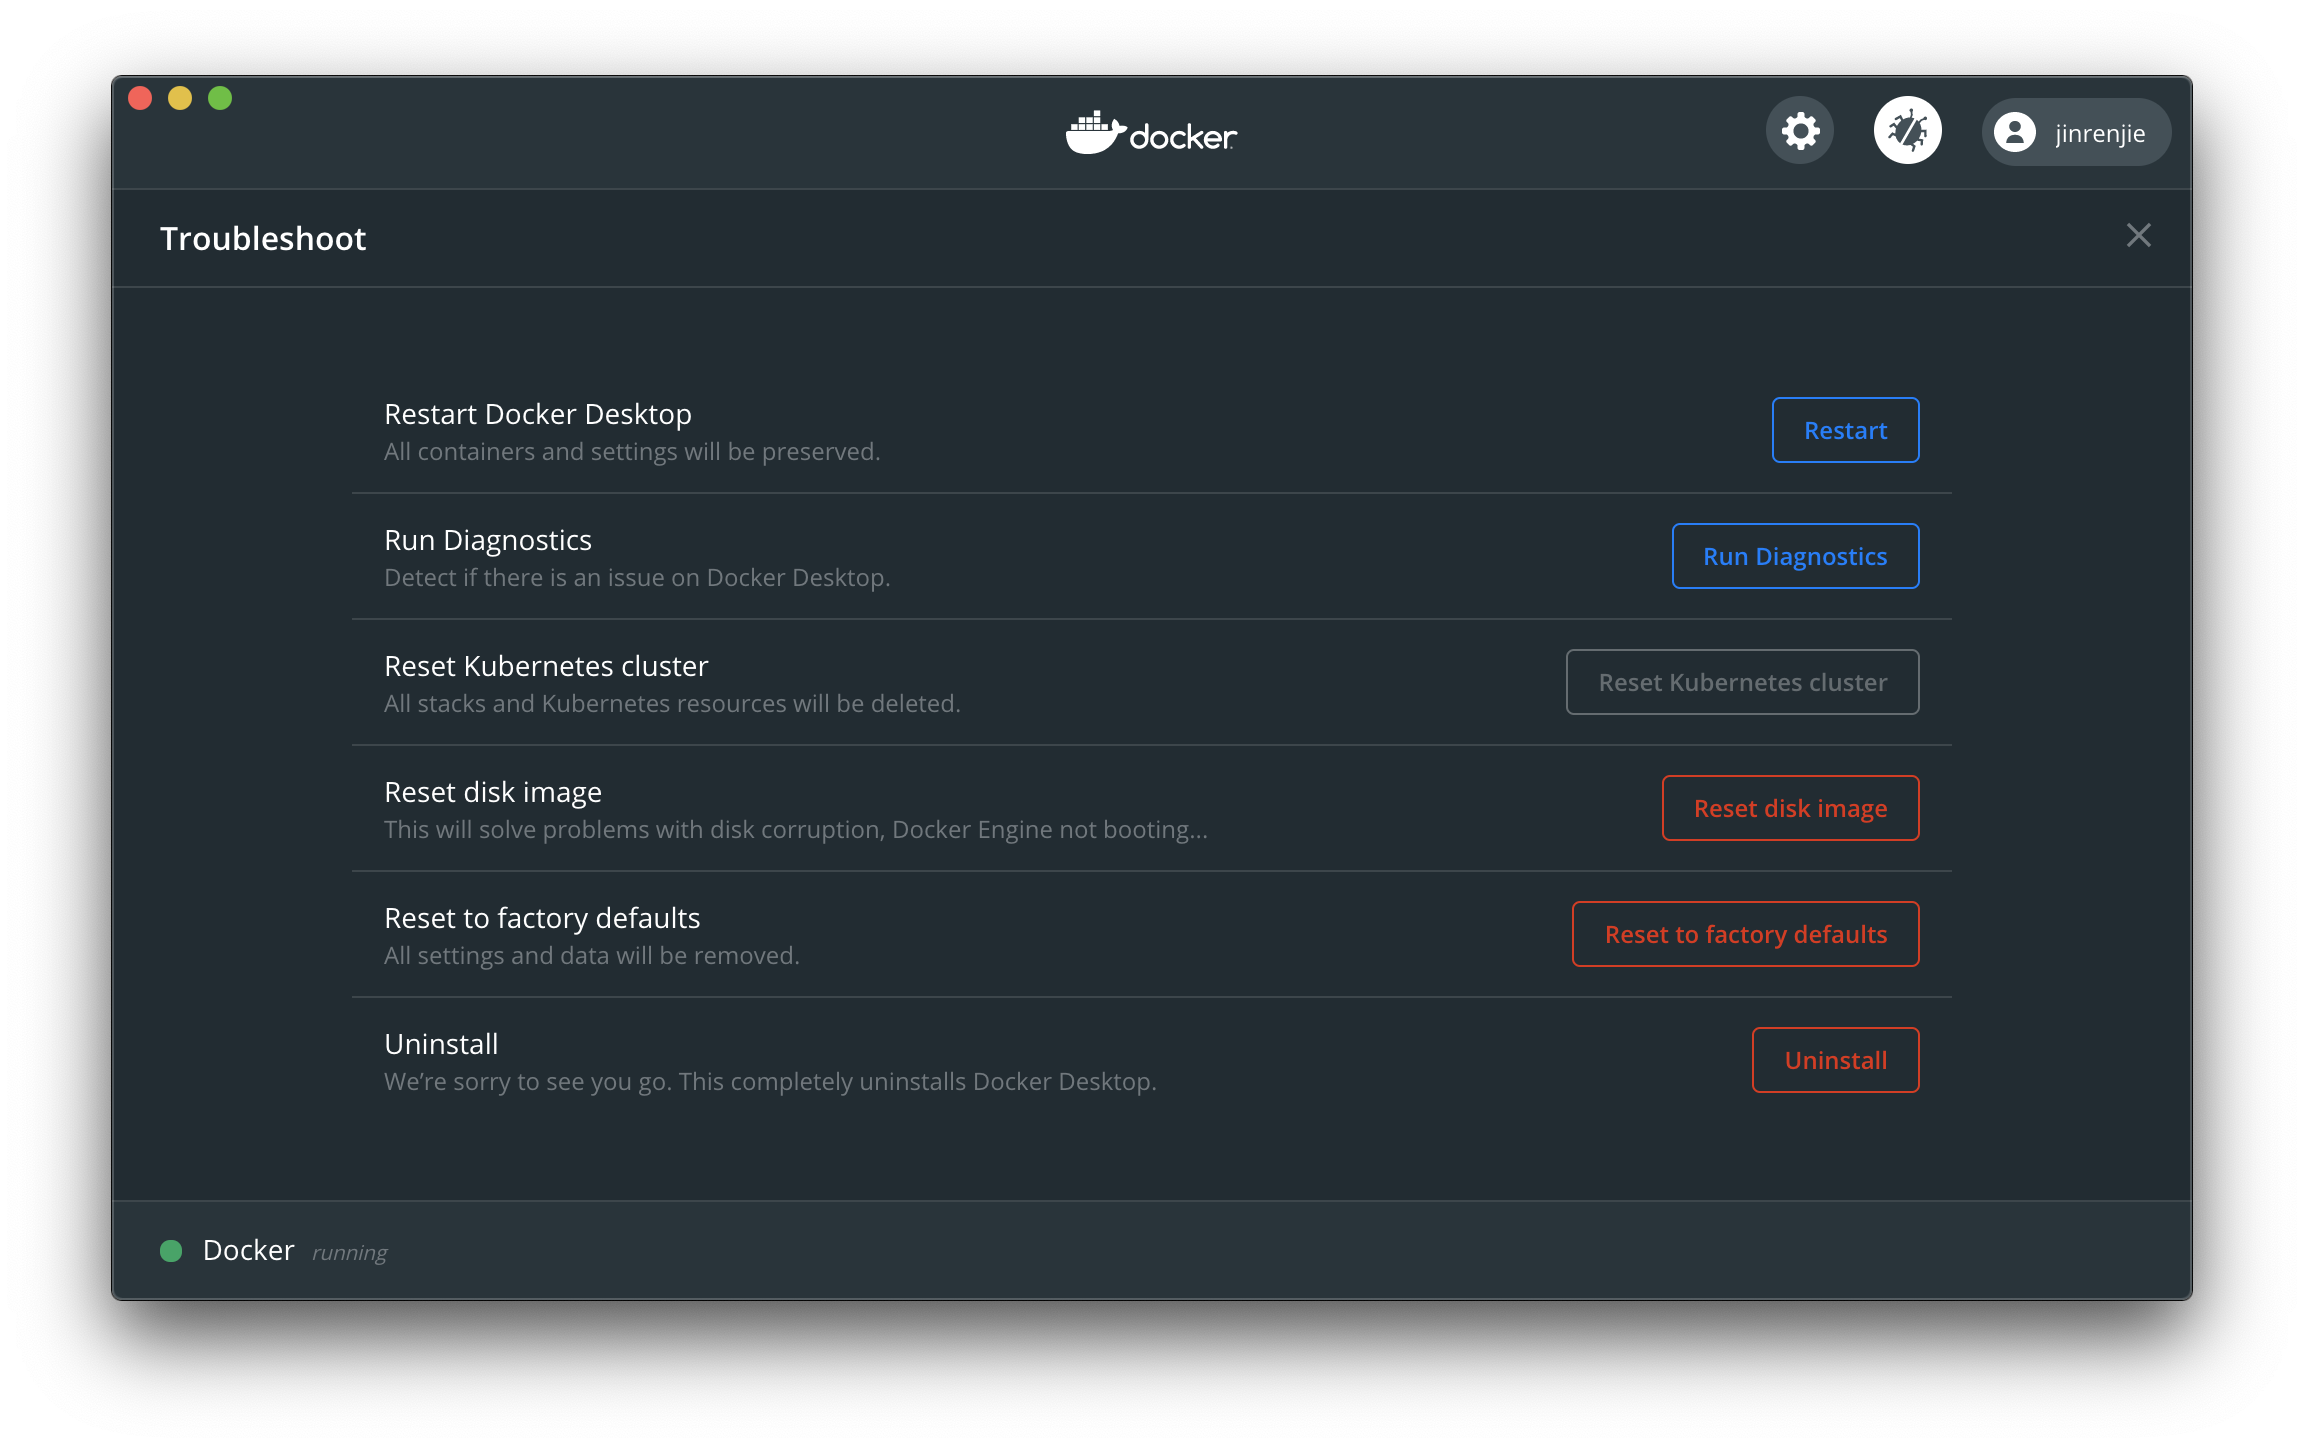 docker
jinrenjie
Troubleshoot
Restart Docker Desktop
Restart
All containers and settings will be preserved.
Run Diagnostics
Run Diagnostics
Detect if there is an issue on Docker Desktop.
Reset Kubernetes cluster
Reset Kubernetes cluster
All stacks and Kubernetes resources will be deleted.
Reset disk image
Reset disk image
This will solve problems with disk corruption, Docker Engine not booting...
Reset to factory defaults
Reset to factory defaults
All settings and data will be removed.
Uninstall
Uninstall
We’re sorry to see you go. This completely uninstalls Docker Desktop.
Docker running